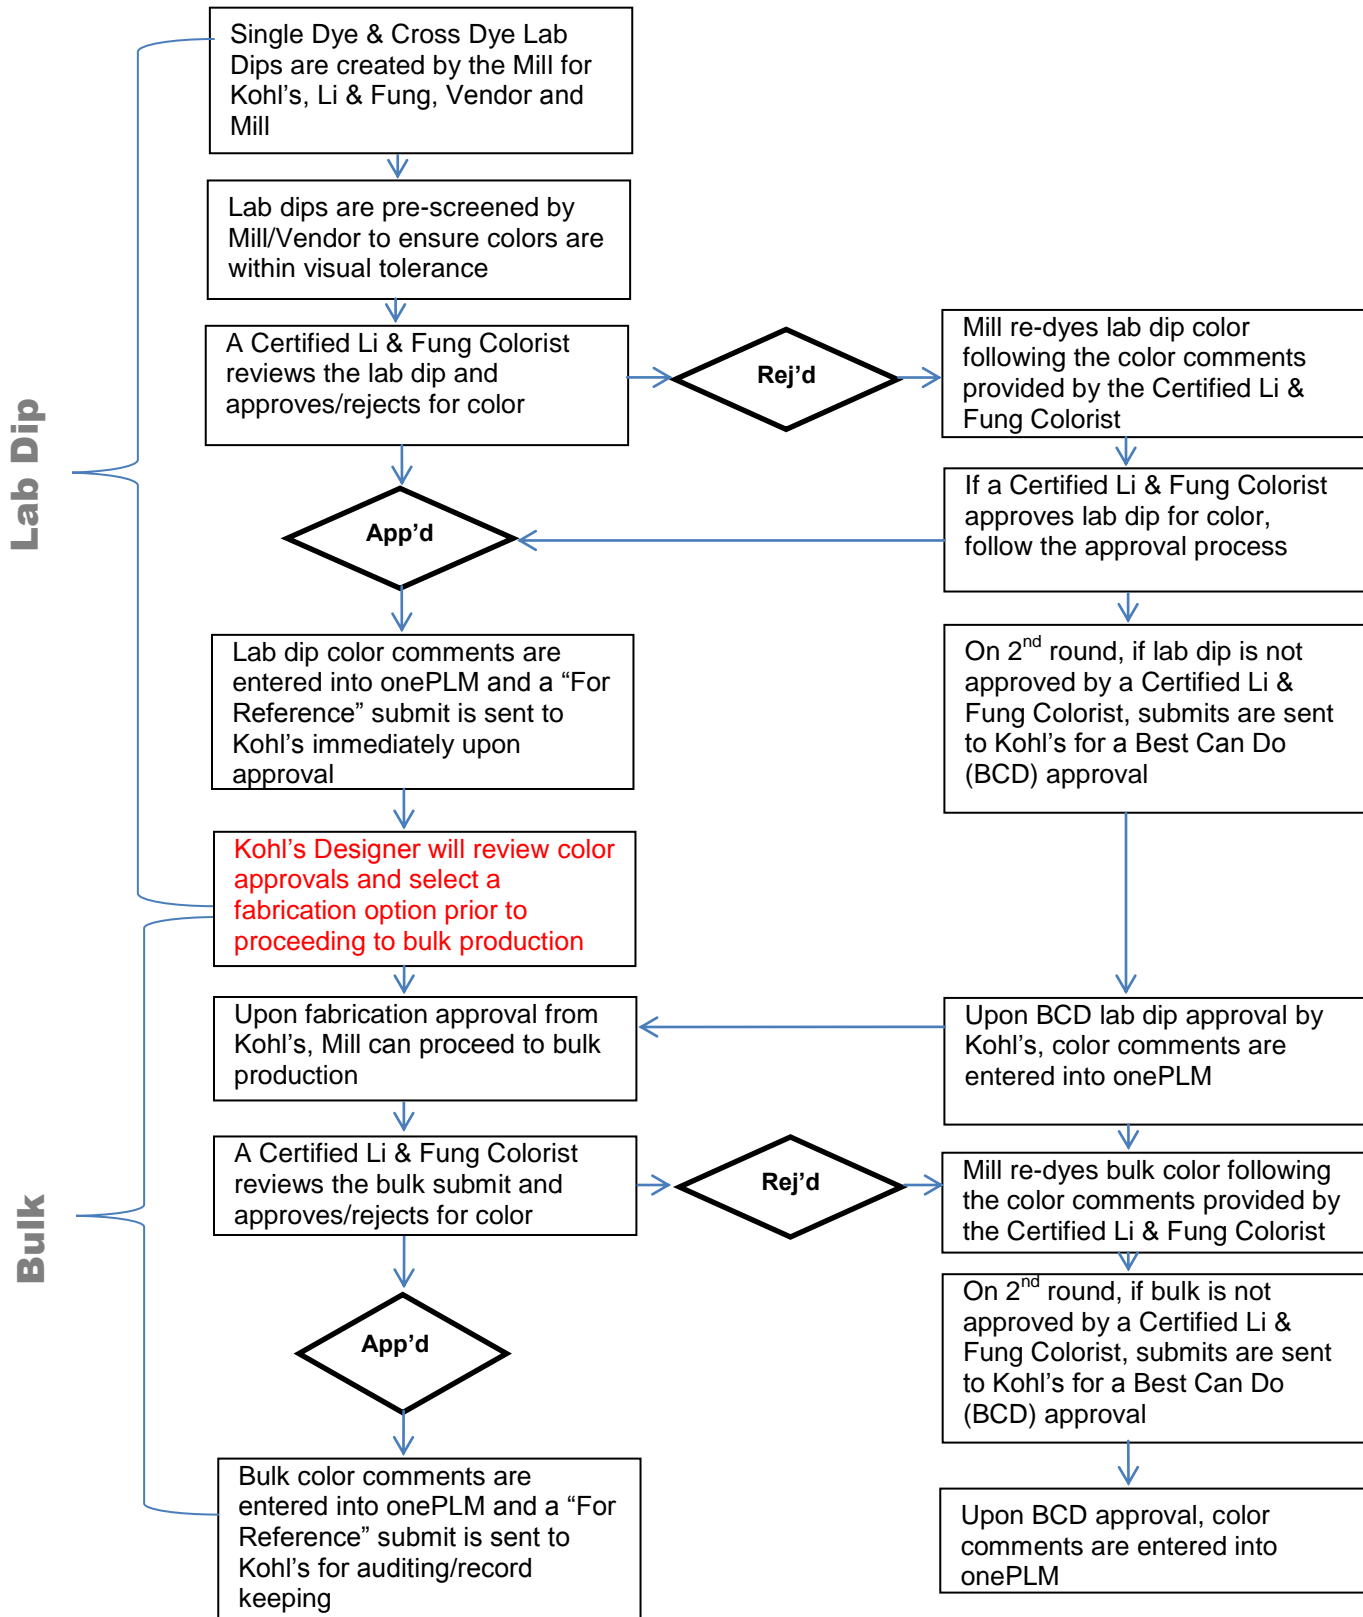 Single Dye & Cross Dye Lab
Dips are created by the Mill for
Kohl’s, Li & Fung, Vendor and
Mill
Lab dips are pre-screened by
Mill/Vendor to ensure colors are
within visual tolerance
A Certified Li & Fung Colorist
reviews the lab dip and
approves/rejects for color
Rej’d
Mill re-dyes lab dip color
following the color comments
provided by the Certified Li &
Fung Colorist
Lab Dip
App’d
If a Certified Li & Fung Colorist
approves lab dip for color,
follow the approval process
Lab dip color comments are
entered into onePLM and a “For
Reference” submit is sent to
Kohl’s immediately upon
approval
On 2nd round, if lab dip is not
approved by a Certified Li &
Fung Colorist, submits are sent
to Kohl’s for a Best Can Do
(BCD) approval
Kohl’s Designer will review color
approvals and select a
fabrication option prior to
proceeding to bulk production
Upon fabrication approval from
Kohl’s, Mill can proceed to bulk
production
Upon BCD lab dip approval by
Kohl’s, color comments are
entered into onePLM
A Certified Li & Fung Colorist
reviews the bulk submit and
approves/rejects for color
Rej’d
Mill re-dyes bulk color following
the color comments provided by
the Certified Li & Fung Colorist
Bulk
App’d
On 2nd round, if bulk is not
approved by a Certified Li &
Fung Colorist, submits are sent
to Kohl’s for a Best Can Do
(BCD) approval
Bulk color comments are
entered into onePLM and a “For
Reference” submit is sent to
Kohl’s for auditing/record
keeping
Upon BCD approval, color
comments are entered into
onePLM